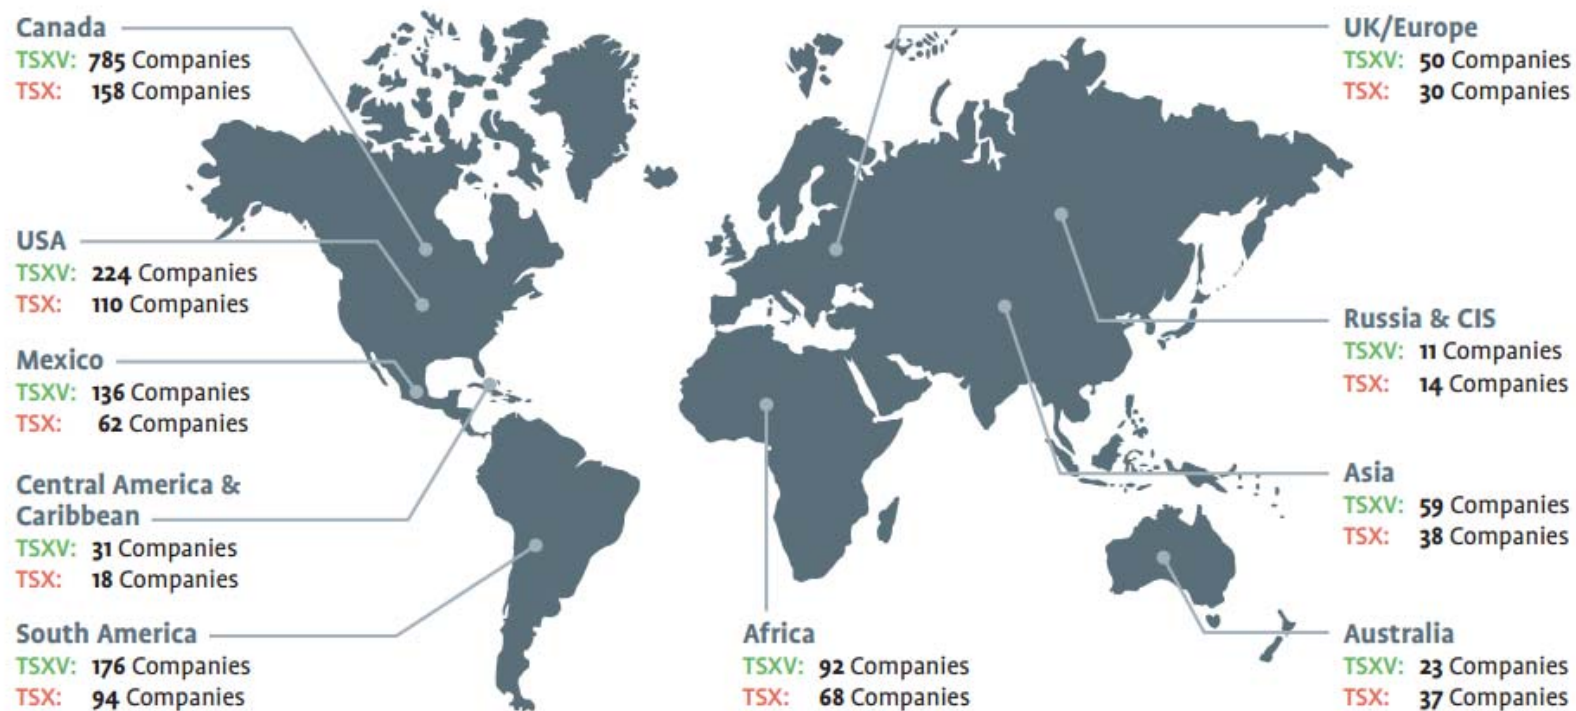 Canada
TSXV: 785 Companies
TSX: 158 Companies
USA
TSXV: 224 Companies
TSX: 110 Companies
Mexico
TSXV: 136 Companies
TSX: 62 Companies
Central America &
Caribbean
TSXV: 31 Companies
TSX: 18 Companies
South America
TSXV: 176 Companies
TSX: 94 Companies
Africa
TSXV: 92 Companies
TSX: 68 Companies
UK/Europe
TSXV: 50 Companies
TSX: 30 Companies
Russia & CIS
TSXV: 11 Companies
TSX: 14 Companies
Asia
TSXV: 59 Companies
TSX: 38 Companies
Australia
TSXV: 23 Companies
TSX: 37 Companies